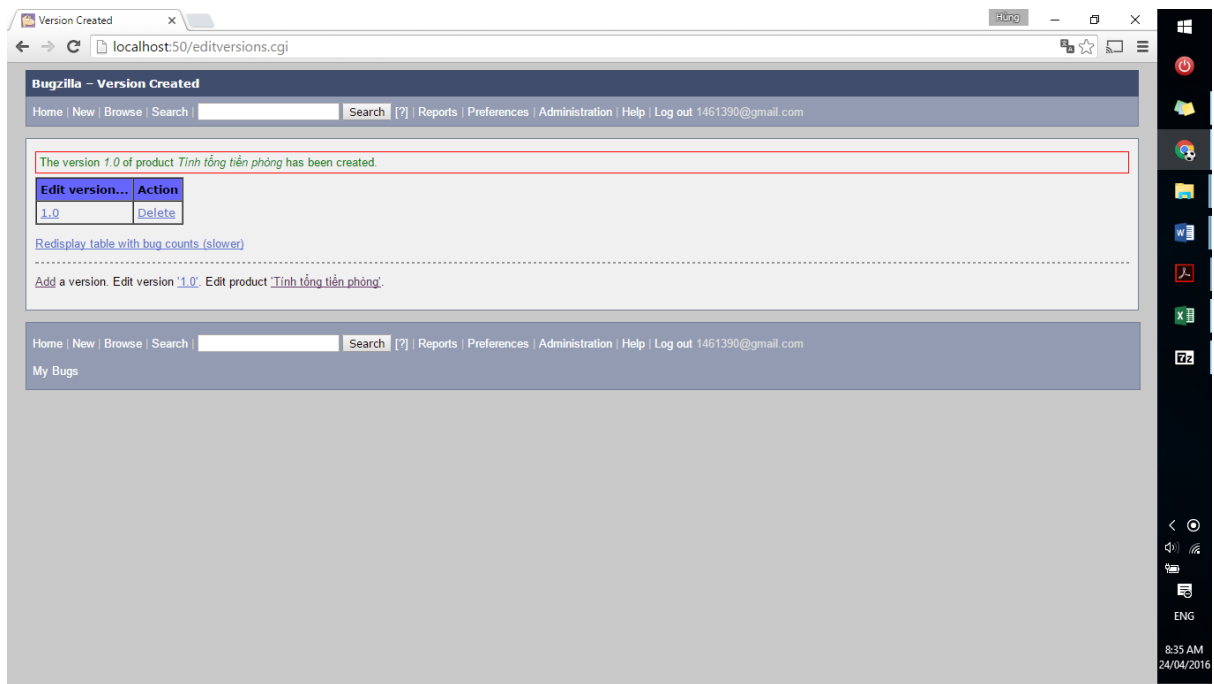 Version Created
Hùng
localhost:50/editversions.cgi
Bugzilla – Version Created
Home | New | Browse | Search | Search [?] | Reports | Preferences | Administration | Help | Log out 1461390@gmail.com
The version 1.0 of product Tính tổng tiền phòng has been created.
Edit version... Action
1.0 Delete
Redisplay table with bug counts (slower)
Add a version. Edit version '1.0'. Edit product 'Tính tổng tiền phòng'.
Home | New | Browse | Search | Search [?] | Reports | Preferences | Administration | Help | Log out 1461390@gmail.com
My Bugs
7z
ENG
8:35 AM
24/04/2016